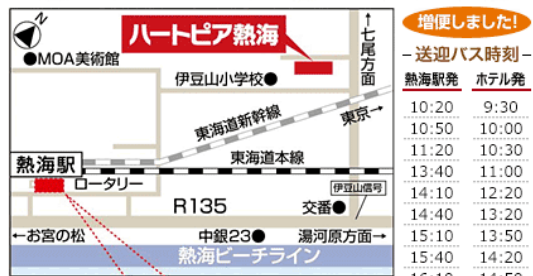 N
ハートピア熱海
●MOA美術館
伊豆山小学校●
↑七尾方面
東海道新幹線
東京→
東海道本線
熱海駅
ロータリー
伊豆山信号
R135
交番●
←お宮の松
中銀23●
湯河原方面→
熱海ビーチライン
増便しました!
−送迎バス時刻−
熱海駅発 ホテル発
10:20 9:30
10:50 10:00
11:20 10:30
13:40 11:00
14:10 12:20
14:40 13:20
15:10 13:50
15:40 14:20